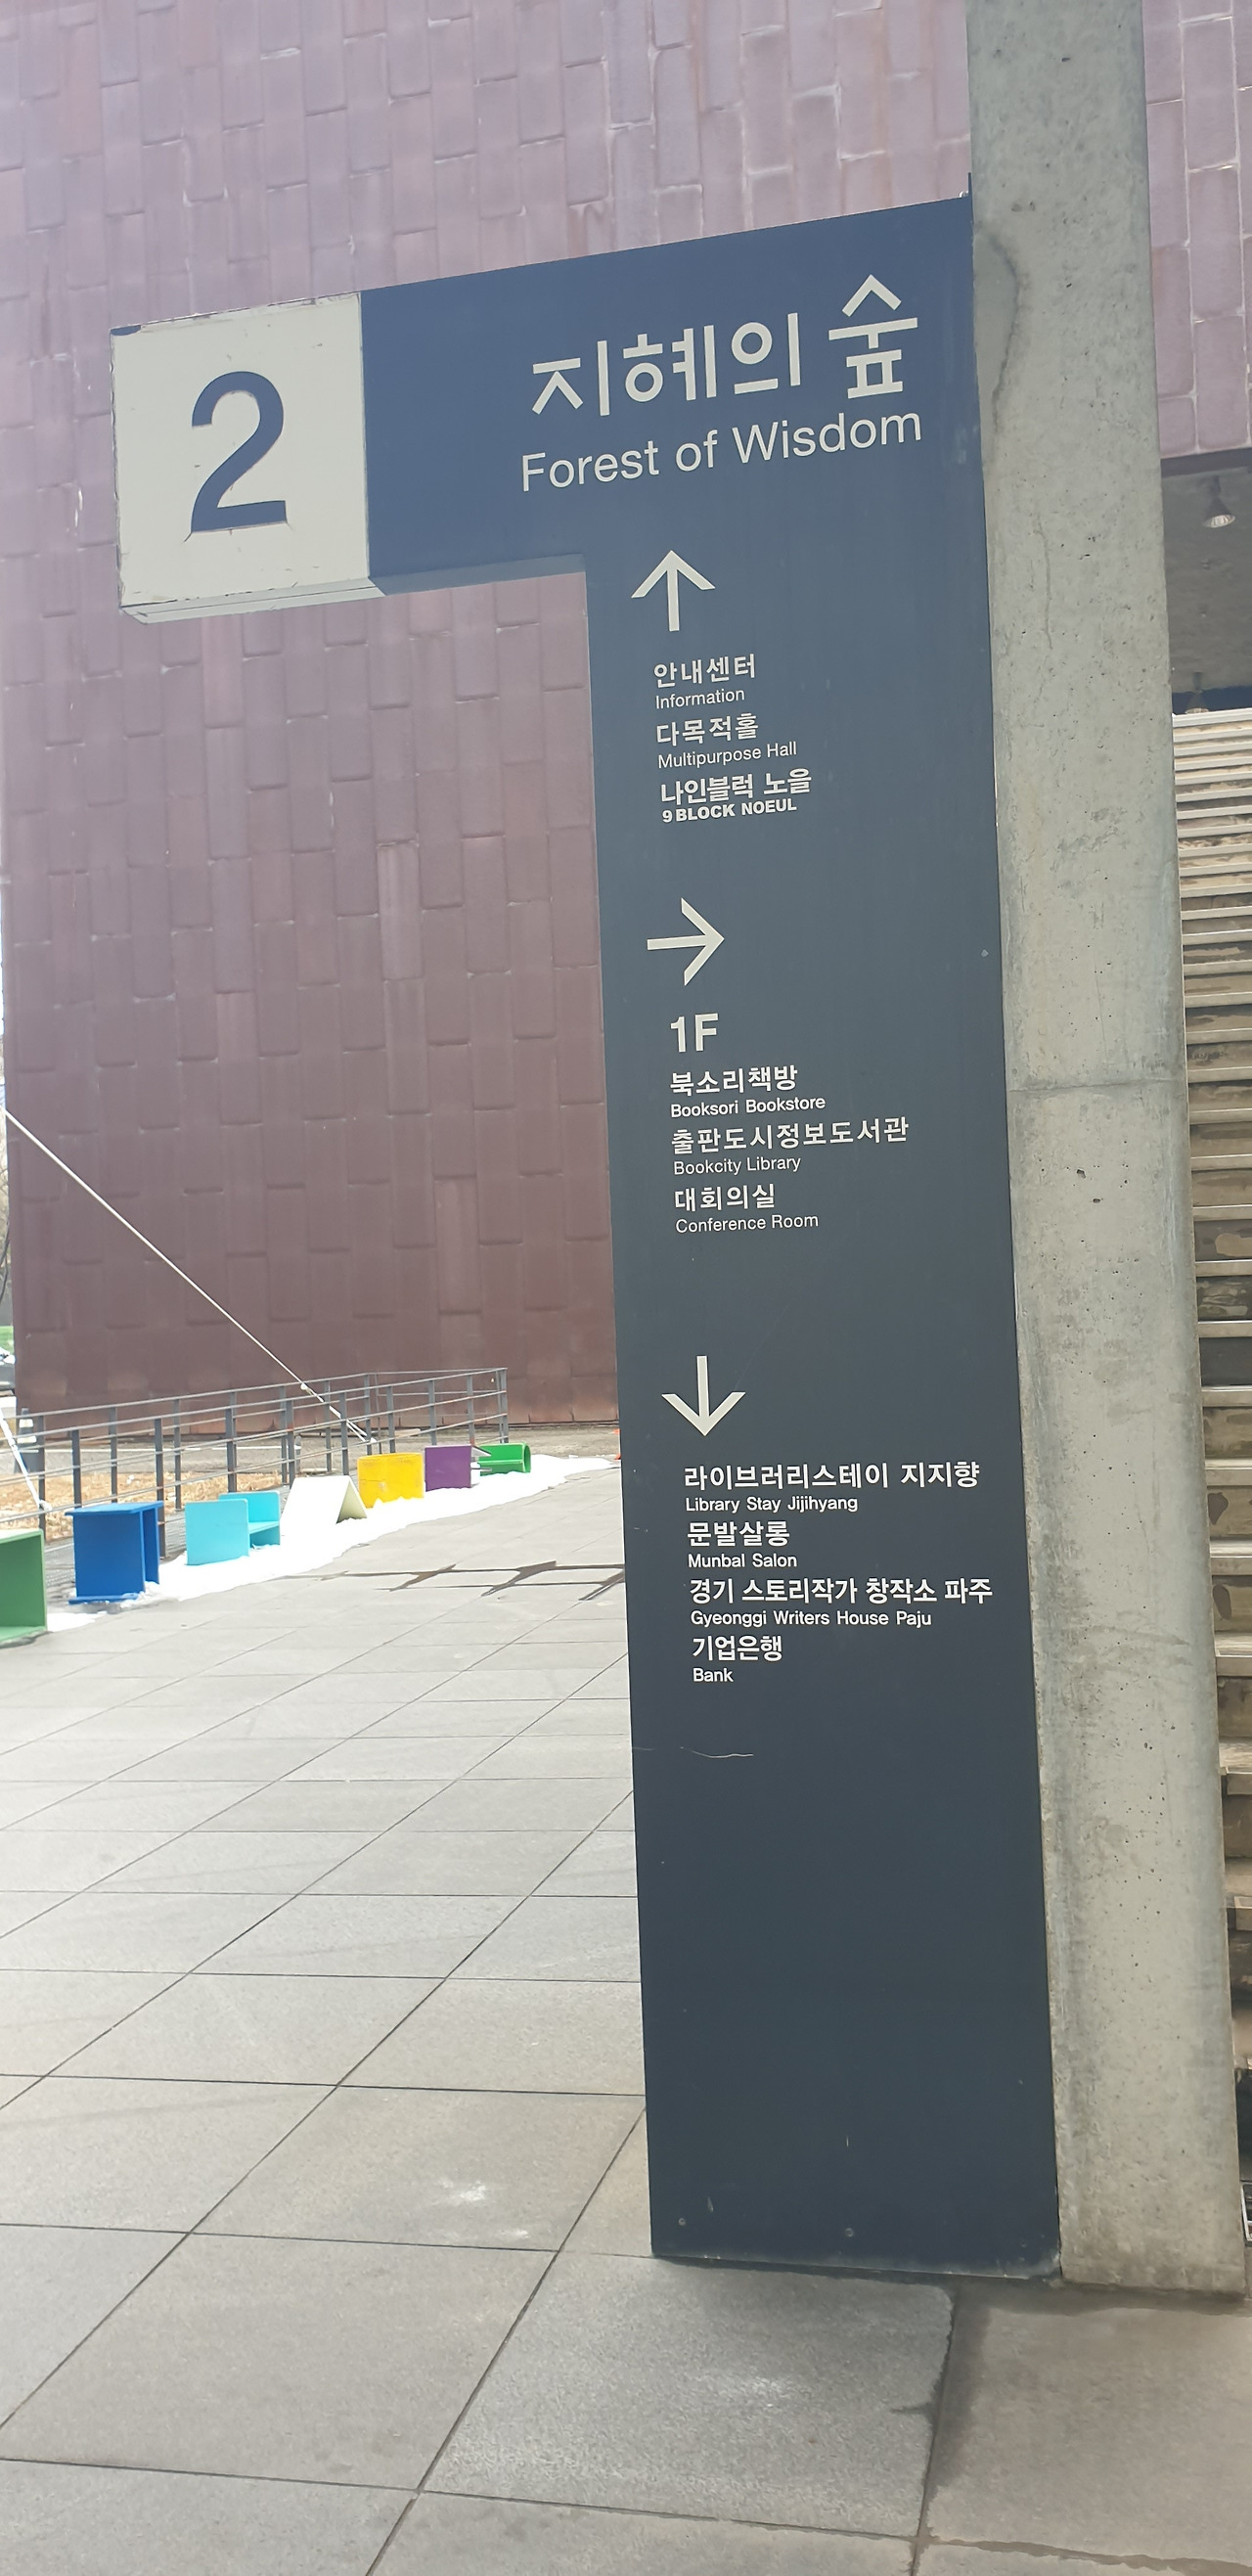 2
지혜의 숲
Forest of Wisdom
↑
안내센터
Information
다목적홀
Multipurpose Hall
나인블럭 노을
9BLOCK NOEUL
→
1F
북소리책방
Booksori Bookstore
출판도시정보도서관
Bookcity Library
대회의실
Conference Room
↓
라이브러리스테이 지지향
Library Stay Jijihyang
문발살롱
Munbal Salon
경기 스토리작가 창작소 파주
Gyeonggi Writers House Paju
기업은행
Bank